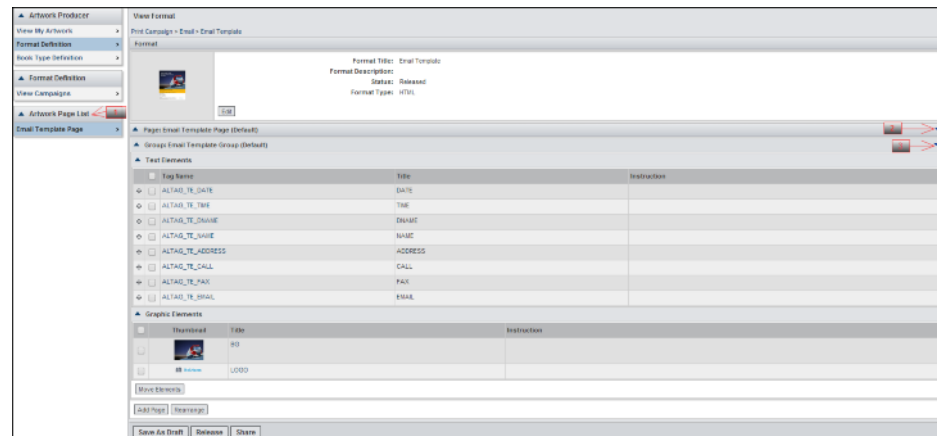 Artwork Producer
View My Artworks
Format Definition
Book Type Definition
Format Definition
View Campaigns
Artwork Page List
Email Template Page
View Format
Print Campaign > Email > Email Template
Format
Format Title: Email Template
Format Description:
Status: Released
Format Type: HTML
Edit
Page: Email Template Page (Default)
Group: Email Template Group (Default)
Text Elements
Tag Name Title Instruction
ALTAG_TE_DATE DATE
ALTAG_TE_TIME TIME
ALTAG_TE_DNAME DNAME
ALTAG_TE_NAME NAME
ALTAG_TE_ADDRESS ADDRESS
ALTAG_TE_CALL CALL
ALTAG_TE_FAX FAX
ALTAG_TE_EMAIL EMAIL
Graphic Elements
Thumbnail Title Instruction
LOGO
Move Elements
Add Page Rearrange
Save As Draft Release Share